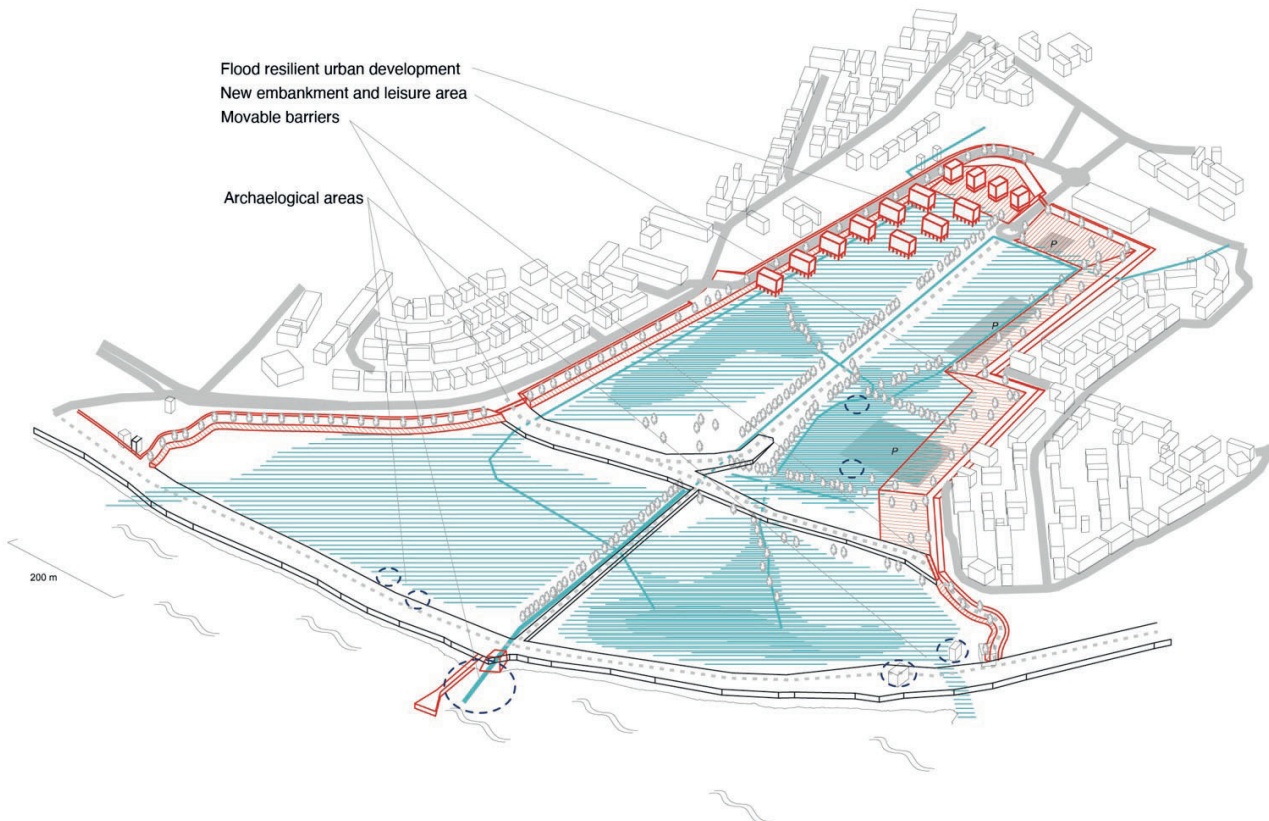 Flood resilient urban development
New embankment and leisure area
Movable barriers
Archaelogical areas
P
P
P
200 m